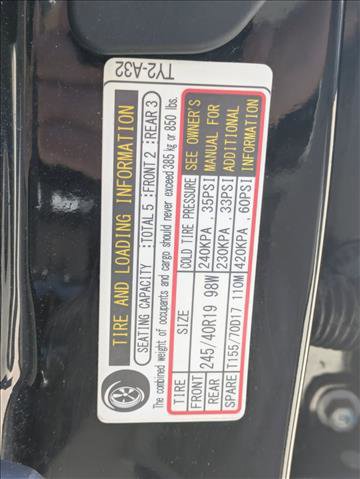 TY2-A32
TIRE AND LOADING INFORMATION
SEATING CAPACITY :TOTAL 5 :FRONT 2 :REAR 3
The combined weight of occupants and cargo should never exceed 385 kg or 850 lbs.
TIRE SIZE COLD TIRE PRESSURE SEE OWNER'S
FRONT 245/40R19 98W 240KPA , 35PSI MANUAL FOR
REAR 230KPA , 33PSI ADDITIONAL
SPARE T155/70D17 110M 420KPA , 60PSI INFORMATION